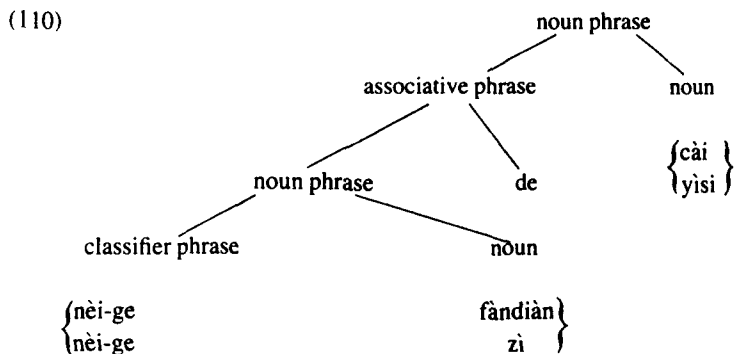 (110)
noun phrase
associative phrase noun
{cài
yìsi}
noun phrase de
classifier phrase noun
{nèi-ge fàndiàn}
{nèi-ge zì}